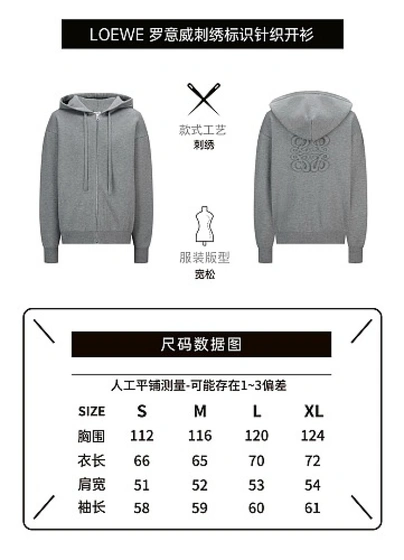 LOEWE 罗意威刺绣标识针织开衫
款式工艺
刺绣
服装版型
宽松
尺码数据图
人工平铺测量-可能存在1~3偏差
SIZE S M L XL
胸围 112 116 120 124
衣长 66 65 70 72
肩宽 51 52 53 54
袖长 58 59 60 61